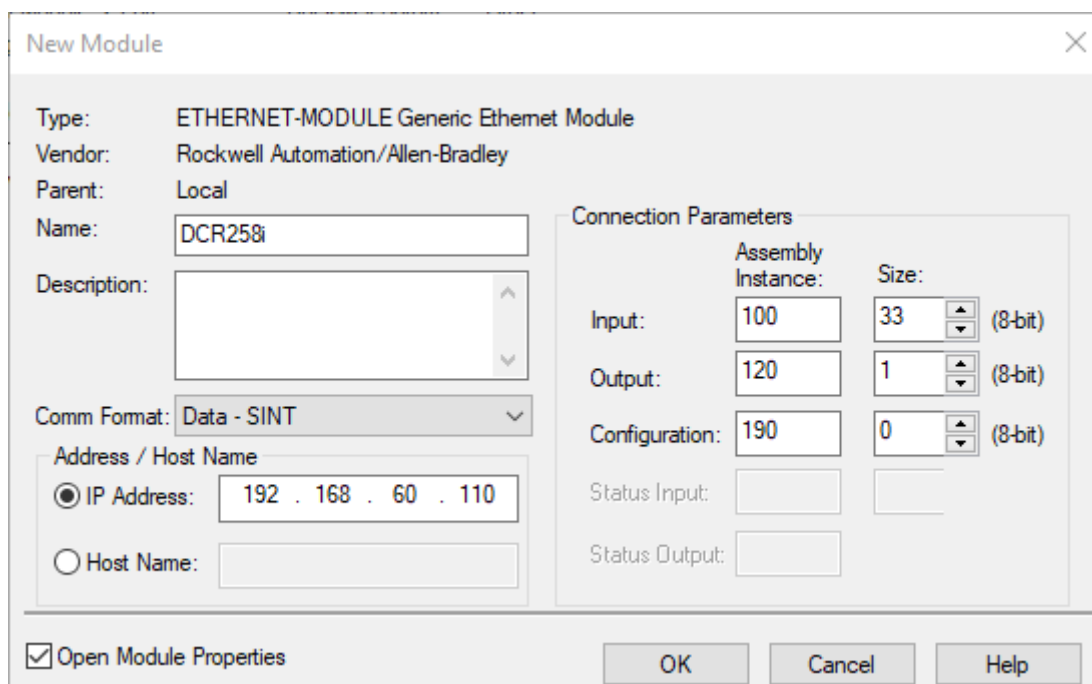 New Module
Type: ETHERNET-MODULE Generic Ethernet Module
Vendor: Rockwell Automation/Allen-Bradley
Parent: Local
Name: DCR258i
Description:
Comm Format: Data - SINT
Address / Host Name
IP Address: 192 . 168 . 60 . 110
Host Name:
Connection Parameters
Assembly
Instance: Size:
Input: 100 33 (8-bit)
Output: 120 1 (8-bit)
Configuration: 190 0 (8-bit)
Status Input:
Status Output:
Open Module Properties
OK Cancel Help